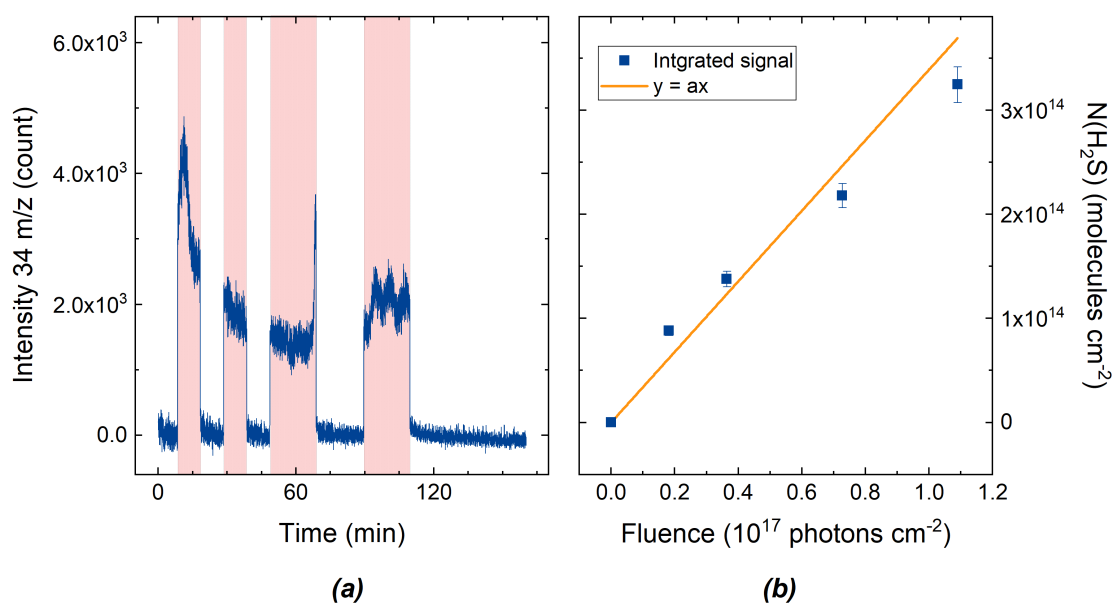 6.0x10³
4.0x10³
2.0x10³
0.0
Intensity 34 m/z (count)
0
60
120
Time (min)
(a)
Intgrated signal
y = ax
3x10¹⁴
2x10¹⁴
1x10¹⁴
0
N(H₂S) (molecules cm⁻²)
0.0
0.2
0.4
0.6
0.8
1.0
1.2
Fluence (10¹⁷ photons cm⁻²)
(b)